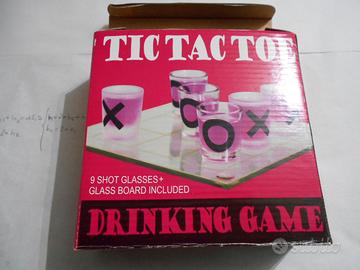 TIC TAC TOE
X
O
O
X
X
O
9 SHOT GLASSES+
GLASS BOARD INCLUDED
DRINKING GAME